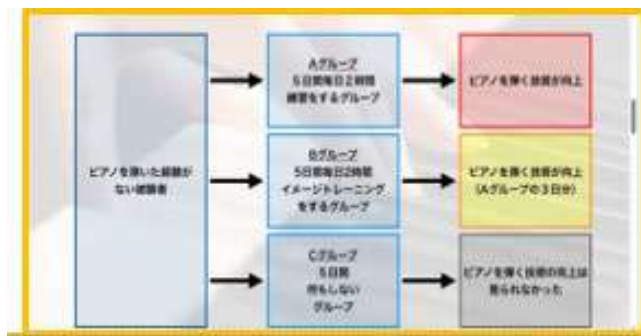 ピアノを弾いた経験が
ない被験者
Aグループ
5日間毎日2時間
練習をするグループ
ピアノを弾く技術が向上
Bグループ
5日間毎日2時間
イメージトレーニング
をするグループ
ピアノを弾く技術が向上
(Aグループの3日分)
Cグループ
5日間
何もしない
グループ
ピアノを弾く技術の向上は
見られなかった